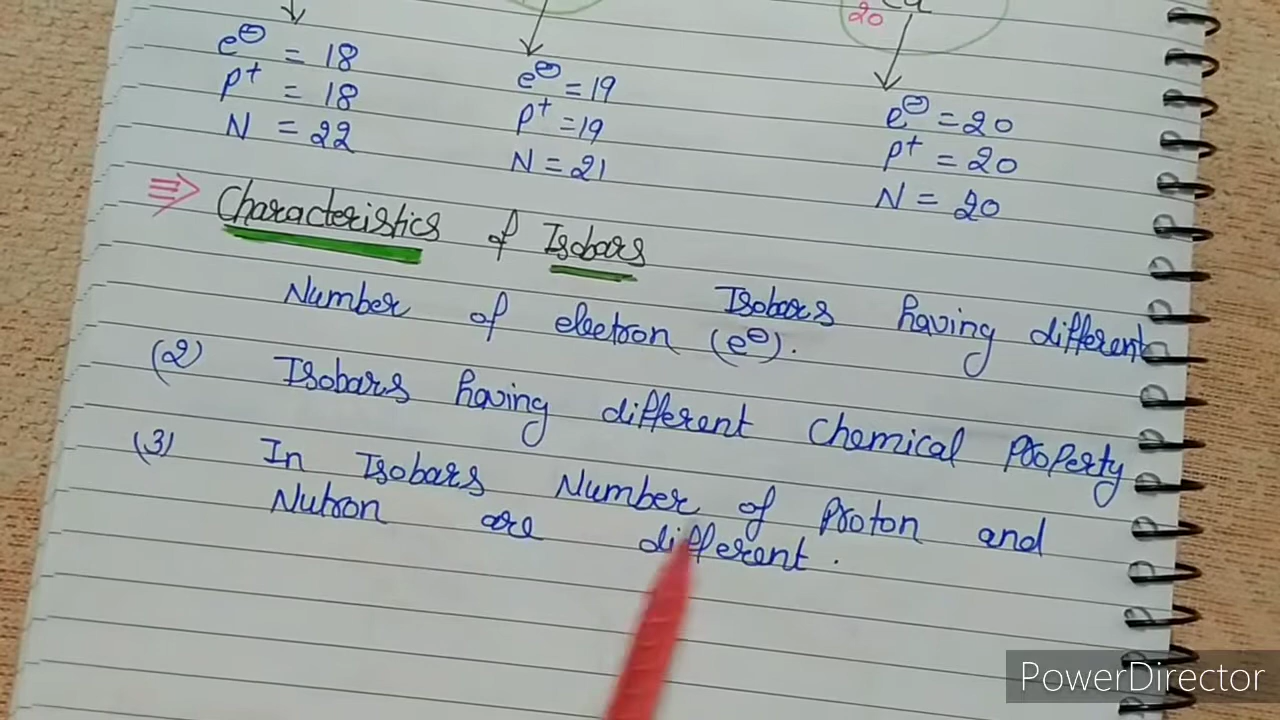 20
e⊖ = 18
P+ = 18
N = 22
e⊖ = 19
P+ = 19
N = 21
e⊖ = 20
P+ = 20
N = 20
⇒ Characteristics of Isobars
Isobars having different
Number of electron (e⊖).
(2) Isobars having different Chemical Property
(3) In Isobars Number of Proton and
Nutron are different.
PowerDirector